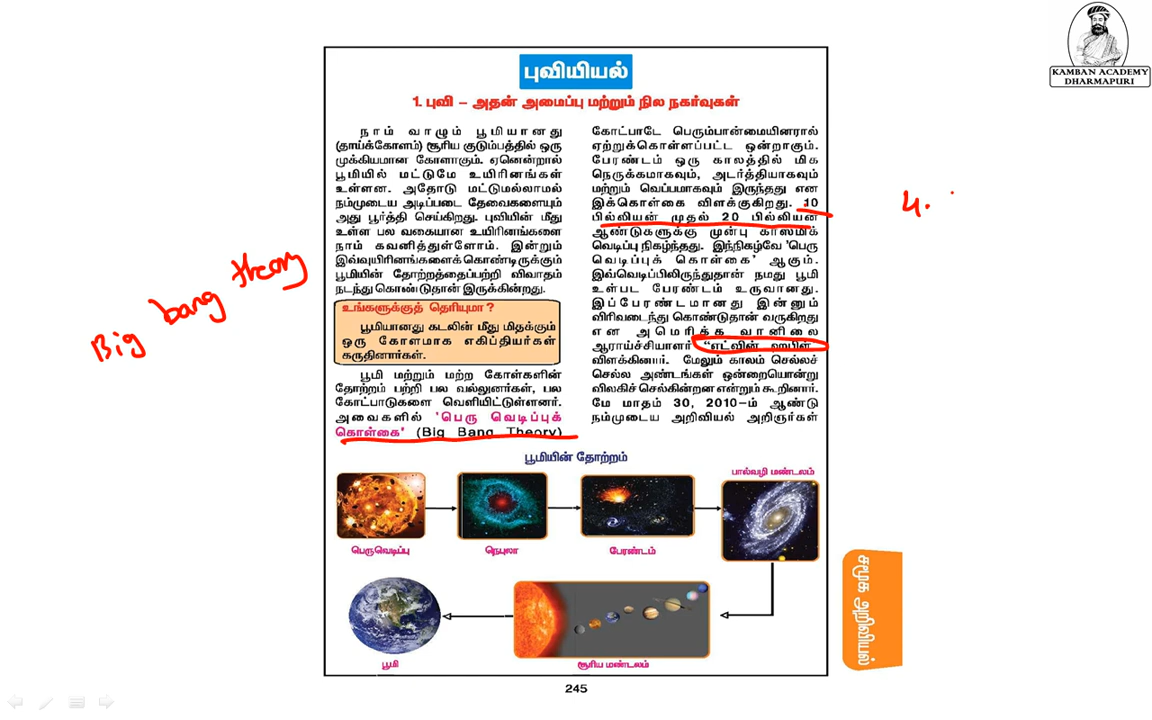 KAMBAN ACADEMY
DHARMAPURI
புவியியல்
1. புவி – அதன் அமைப்பு மற்றும் நில நகர்வுகள்
நாம் வாழும் பூமியானது
(தாய்க்கோளம்) சூரிய குடும்பத்தில் ஒரு
முக்கியமான கோளாகும். ஏனென்றால்
பூமியில் மட்டுமே உயிரினங்கள்
உள்ளன. அதோடு மட்டுமல்லாமல்
நம்முடைய அடிப்படை தேவைகளையும்
அது பூர்த்தி செய்கிறது. புவியின் மீது
உள்ள பல வகையான உயிரினங்களை
நாம் கவனித்துள்ளோம். இன்றும்
இவ்வுயிரினங்களைக் கொண்டிருக்கும்
பூமியின் தோற்றத்தைப்பற்றி விவாதம்
நடந்து கொண்டுதான் இருக்கின்றது.
உங்களுக்குத் தெரியுமா?
பூமியானது கடலின் மீது மிதக்கும்
ஒரு கோளமாக எகிப்தியர்கள்
கருதினார்கள்.
பூமி மற்றும் மற்ற கோள்களின்
தோற்றம் பற்றி பல வல்லுனர்கள், பல
கோட்பாடுகளை வெளியிட்டுள்ளனர்.
அவைகளில் 'பெரு வெடிப்புக்
கொள்கை' (Big Bang Theory)
கோட்பாடே பெரும்பான்மையினரால்
ஏற்றுக்கொள்ளப்பட்ட ஒன்றாகும்.
பேரண்டம் ஒரு காலத்தில் மிக
நெருக்கமாகவும், அடர்த்தியாகவும்
மற்றும் வெப்பமாகவும் இருந்தது என
இக்கொள்கை விளக்குகிறது. 10
பில்லியன் முதல் 20 பில்லியன்
ஆண்டுகளுக்கு முன்பு காஸ்மிக்
வெடிப்பு நிகழ்ந்தது. இந்நிகழ்வே 'பெரு
வெடிப்புக் கொள்கை' ஆகும்.
இவ்வெடிப்பிலிருந்துதான் நமது பூமி
உள்பட பேரண்டம் உருவானது.
இப்பேரண்டமானது இன்னும்
விரிவடைந்து கொண்டுதான் வருகிறது
என அமெரிக்க வானிலை
ஆராய்ச்சியாளர் "எட்வின் ஹபிள்"
விளக்கினார். மேலும் காலம் செல்லச்
செல்ல அண்டங்கள் ஒன்றையொன்று
விலகிச் செல்கின்றன என்றும் கூறினார்.
மே மாதம் 30, 2010-ம் ஆண்டு
நம்முடைய அறிவியல் அறிஞர்கள்
Big bang theory
4.
பூமியின் தோற்றம்
பெருவெடிப்பு
நெபுலா
பேரண்டம்
பால்வழி மண்டலம்
பூமி
சூரிய மண்டலம்
சமூக அறிவியல்
245